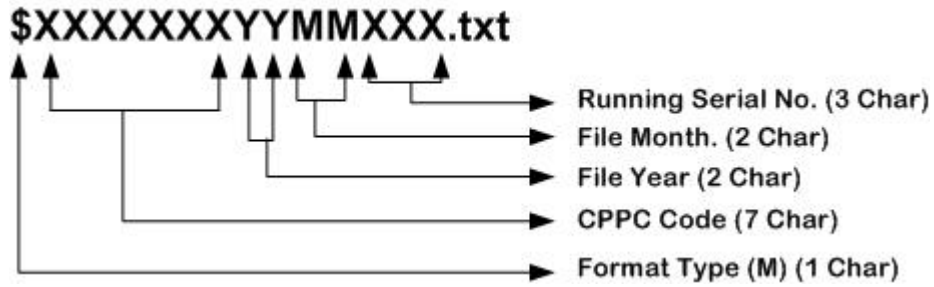 $XXXXXXXYYMMXXX.txt
Running Serial No. (3 Char)
File Month. (2 Char)
File Year (2 Char)
CPPC Code (7 Char)
Format Type (M) (1 Char)